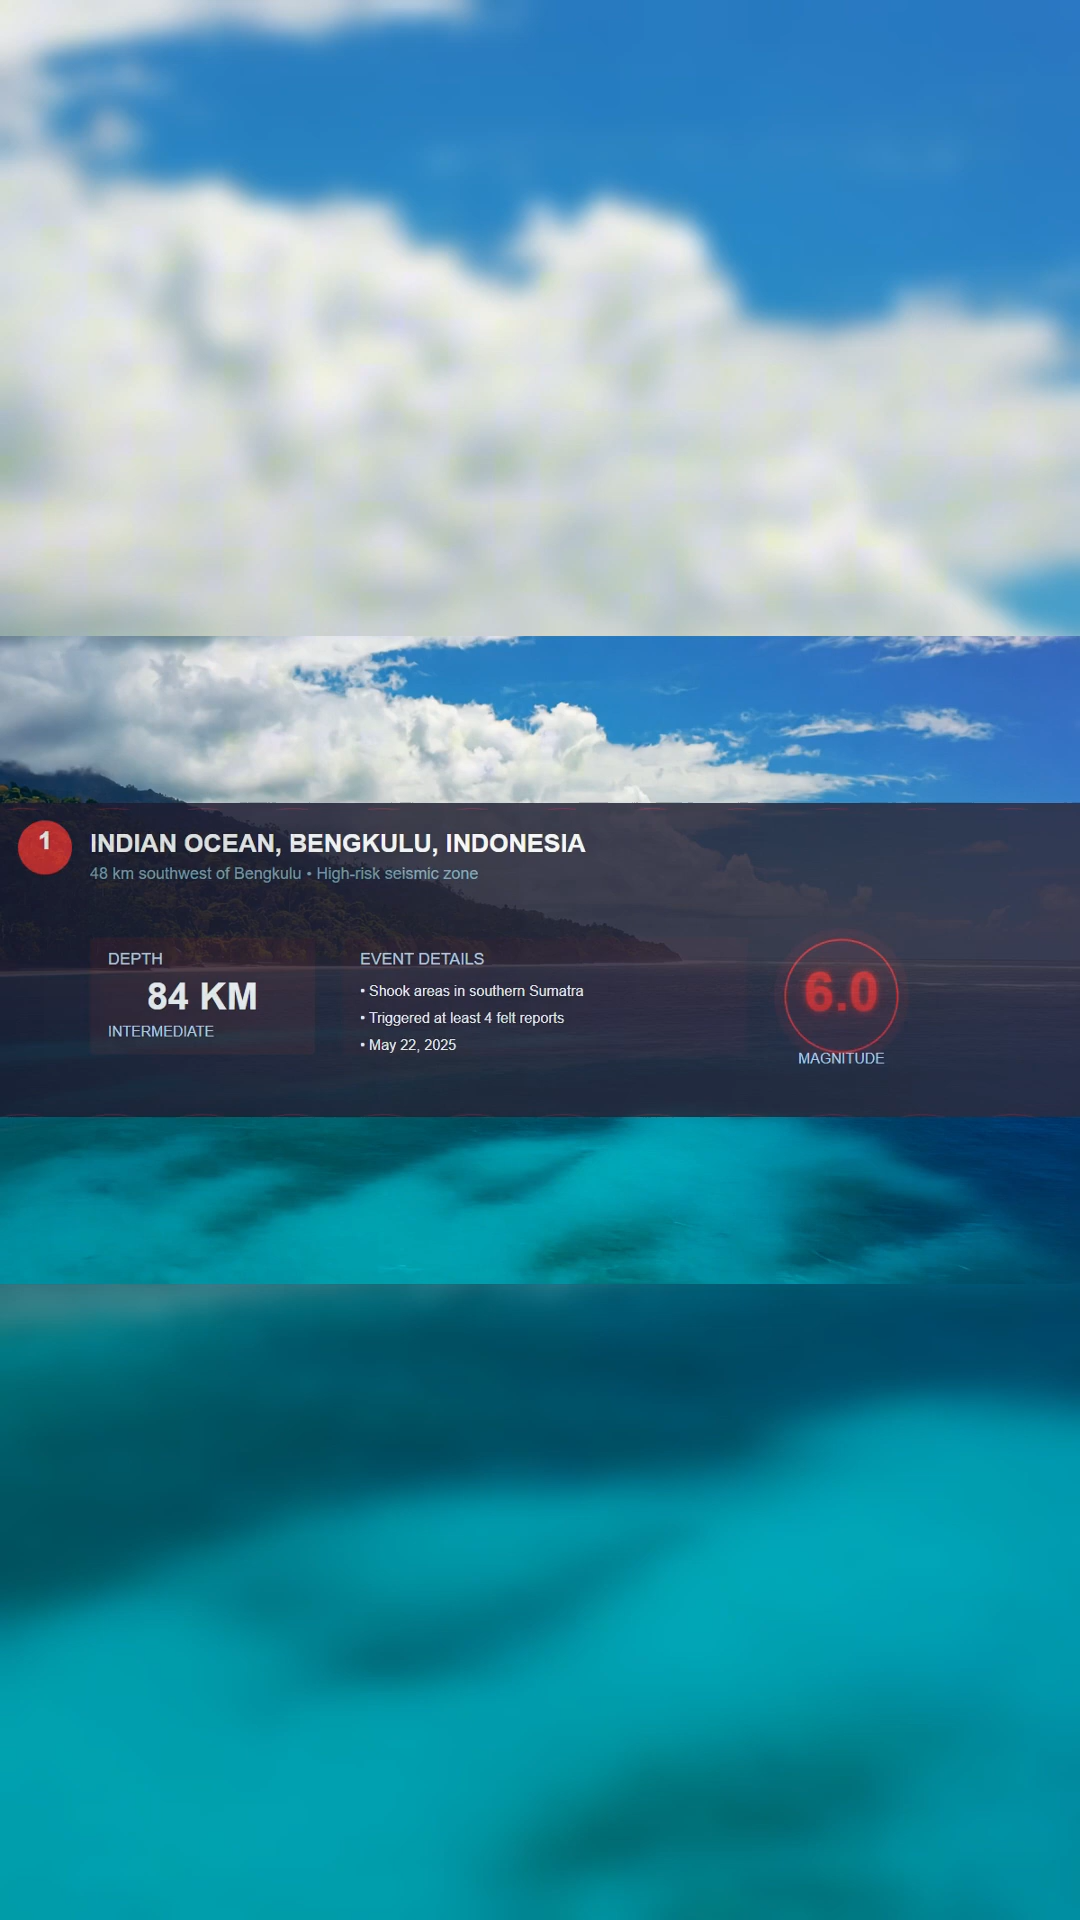 1
INDIAN OCEAN, BENGKULU, INDONESIA
48 km southwest of Bengkulu • High-risk seismic zone
DEPTH
84 KM
INTERMEDIATE
EVENT DETAILS
• Shook areas in southern Sumatra
• Triggered at least 4 felt reports
• May 22, 2025
6.0
MAGNITUDE